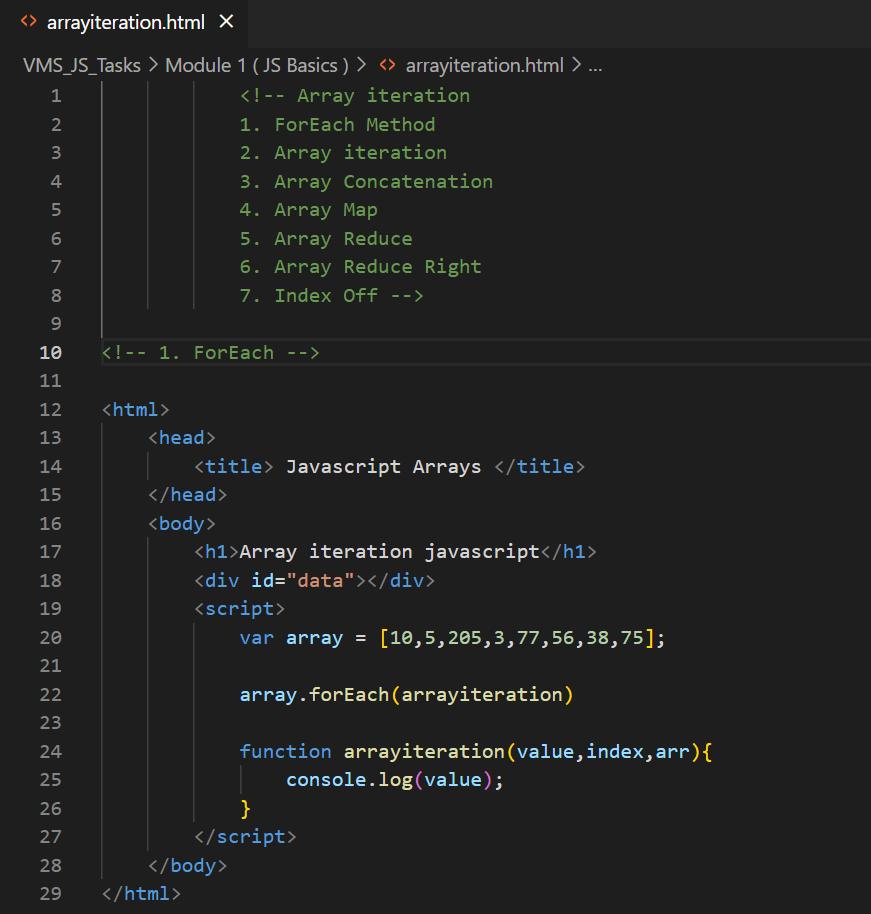 arrayiteration.html
VMS_JS_Tasks > Module 1 ( JS Basics ) > arrayiteration.html > ...
1 <!-- Array iteration
2 1. ForEach Method
3 2. Array iteration
4 3. Array Concatenation
5 4. Array Map
6 5. Array Reduce
7 6. Array Reduce Right
8 7. Index Off -->
9
10 <!-- 1. ForEach -->
11
12 <html>
13 <head>
14 <title> Javascript Arrays </title>
15 </head>
16 <body>
17 <h1>Array iteration javascript</h1>
18 <div id="data"></div>
19 <script>
20 var array = [10,5,205,3,77,56,38,75];
21
22 array.forEach(arrayiteration)
23
24 function arrayiteration(value,index,arr){
25 console.log(value);
26 }
27 </script>
28 </body>
29 </html>